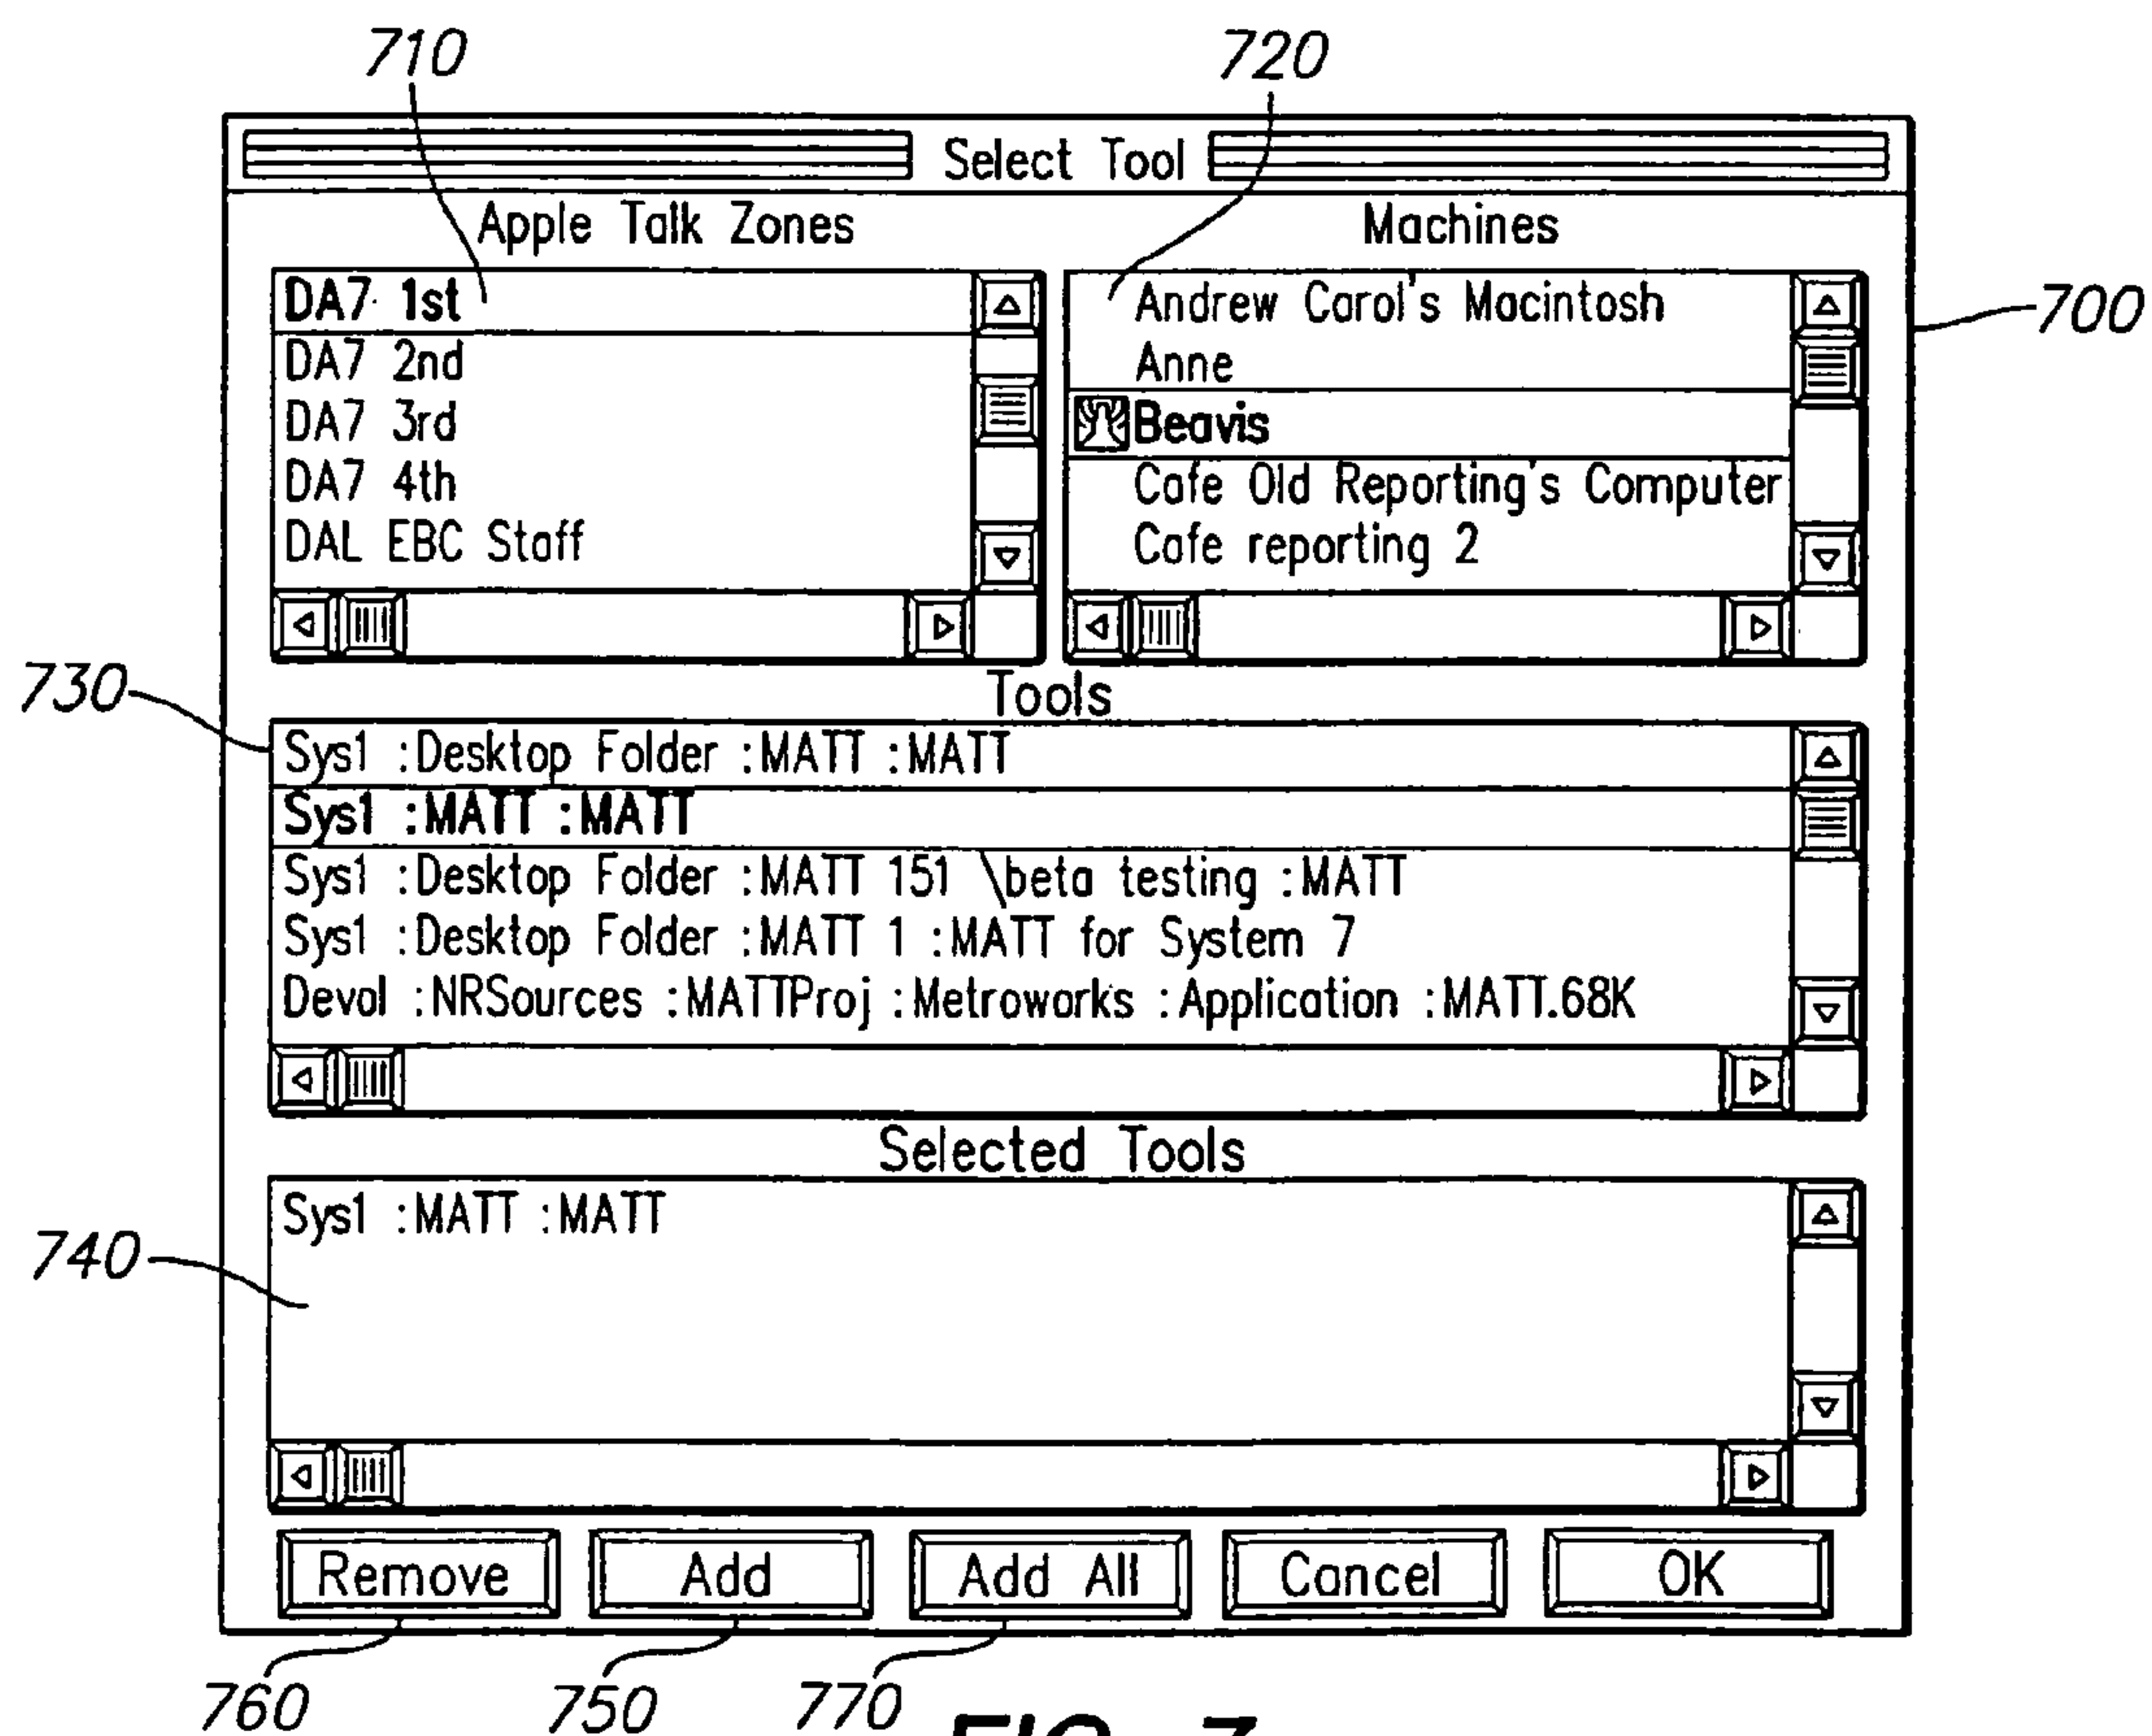 710
720
Select Tool
Apple Talk Zones
Machines
DA7 1st
DA7 2nd
DA7 3rd
DA7 4th
DAL EBC Staff
Andrew Carol's Macintosh
Anne
Beavis
Cafe Old Reporting's Computer
Cafe reporting 2
700
Tools
730
Sys1 :Desktop Folder :MATT :MATT
Sys1 :MATT :MATT
Sys1 :Desktop Folder :MATT 151 \beta testing :MATT
Sys1 :Desktop Folder :MATT 1 :MATT for System 7
Deval :NRSources :MATTProj :Metroworks :Application :MATT.68K
Selected Tools
Sys1 :MATT :MATT
740
Remove
Add
Add All
Cancel
OK
760
750
770
FIG. 7